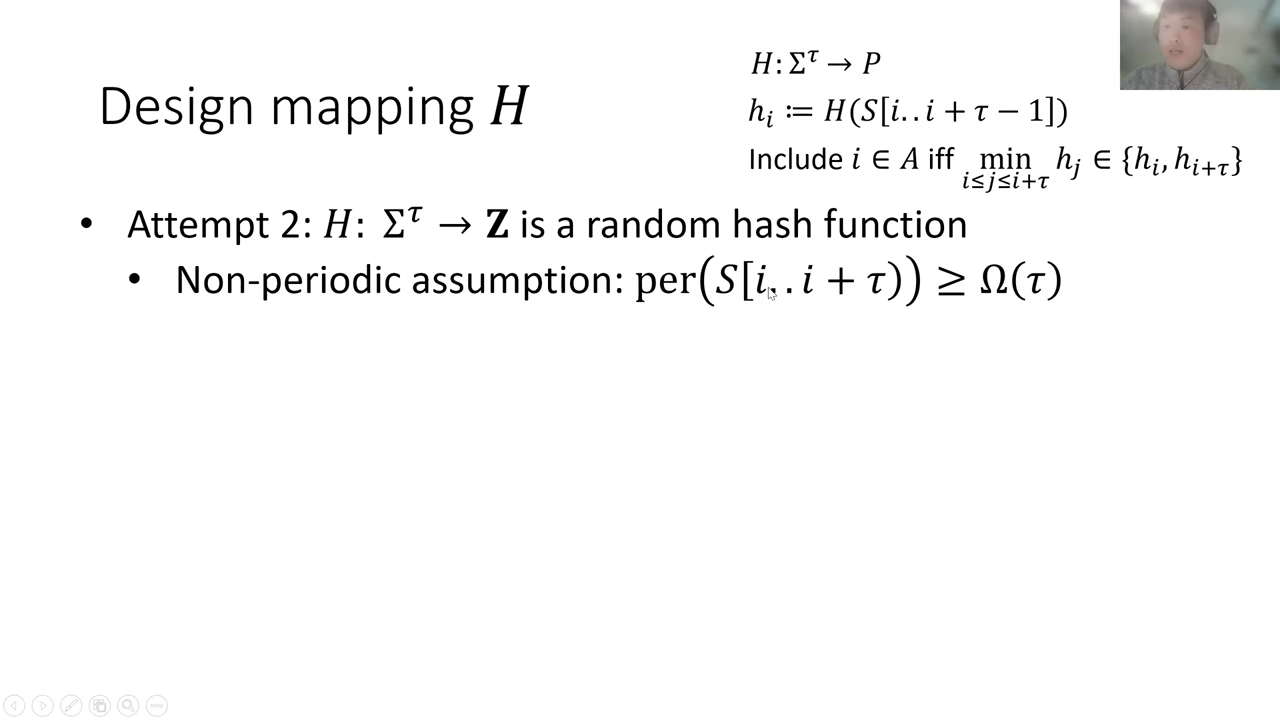 Design mapping H
H: Σ^τ → P
h_i ≔ H(S[i..i + τ − 1])
Include i ∈ A iff min_{i≤j≤i+τ} h_j ∈ {h_i, h_{i+τ}}
• Attempt 2: H: Σ^τ → Z is a random hash function
• Non-periodic assumption: per(S[i..i + τ)) ≥ Ω(τ)